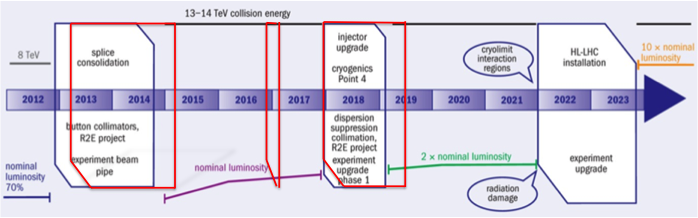 13–14 TeV collision energy
8 TeV
splice
consolidation
injector
upgrade
cryogenics
Point 4
cryolimit
interaction
regions
HL-LHC
installation
10 x nominal
luminosity
2012 2013 2014 2015 2016 2017 2018 2019 2020 2021 2022 2023
button collimators,
R2E project
experiment beam
pipe
dispersion
suppression
collimation,
R2E project
experiment
upgrade
phase 1
nominal
luminosity
70%
nominal luminosity
2 x nominal luminosity
radiation
damage
experiment
upgrade